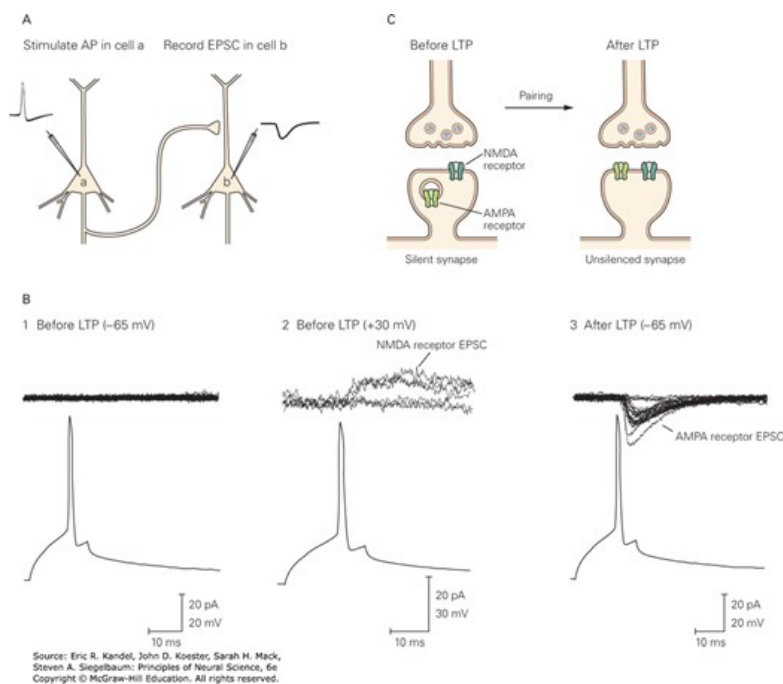 A
Stimulate AP in cell a
Record EPSC in cell b
a
b
C
Before LTP
After LTP
Pairing
NMDA
receptor
AMPA
receptor
Silent synapse
Unsilenced synapse
B
1 Before LTP (–65 mV)
2 Before LTP (+30 mV)
3 After LTP (–65 mV)
NMDA receptor EPSC
AMPA receptor EPSC
20 pA
20 mV
10 ms
20 pA
30 mV
10 ms
20 pA
20 mV
10 ms
Source: Eric R. Kandel, John D. Koester, Sarah H. Mack,
Steven A. Siegelbaum: Principles of Neural Science, 6e
Copyright © McGraw-Hill Education. All rights reserved.